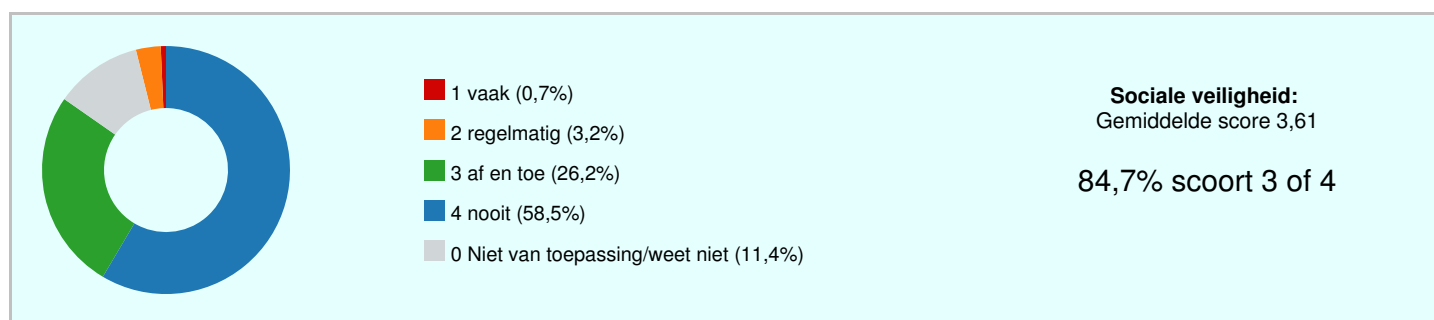 1 vaak (0,7%)
2 regelmatig (3,2%)
3 af en toe (26,2%)
4 nooit (58,5%)
0 Niet van toepassing/weet niet (11,4%)
Sociale veiligheid:
Gemiddelde score 3,61
84,7% scoort 3 of 4